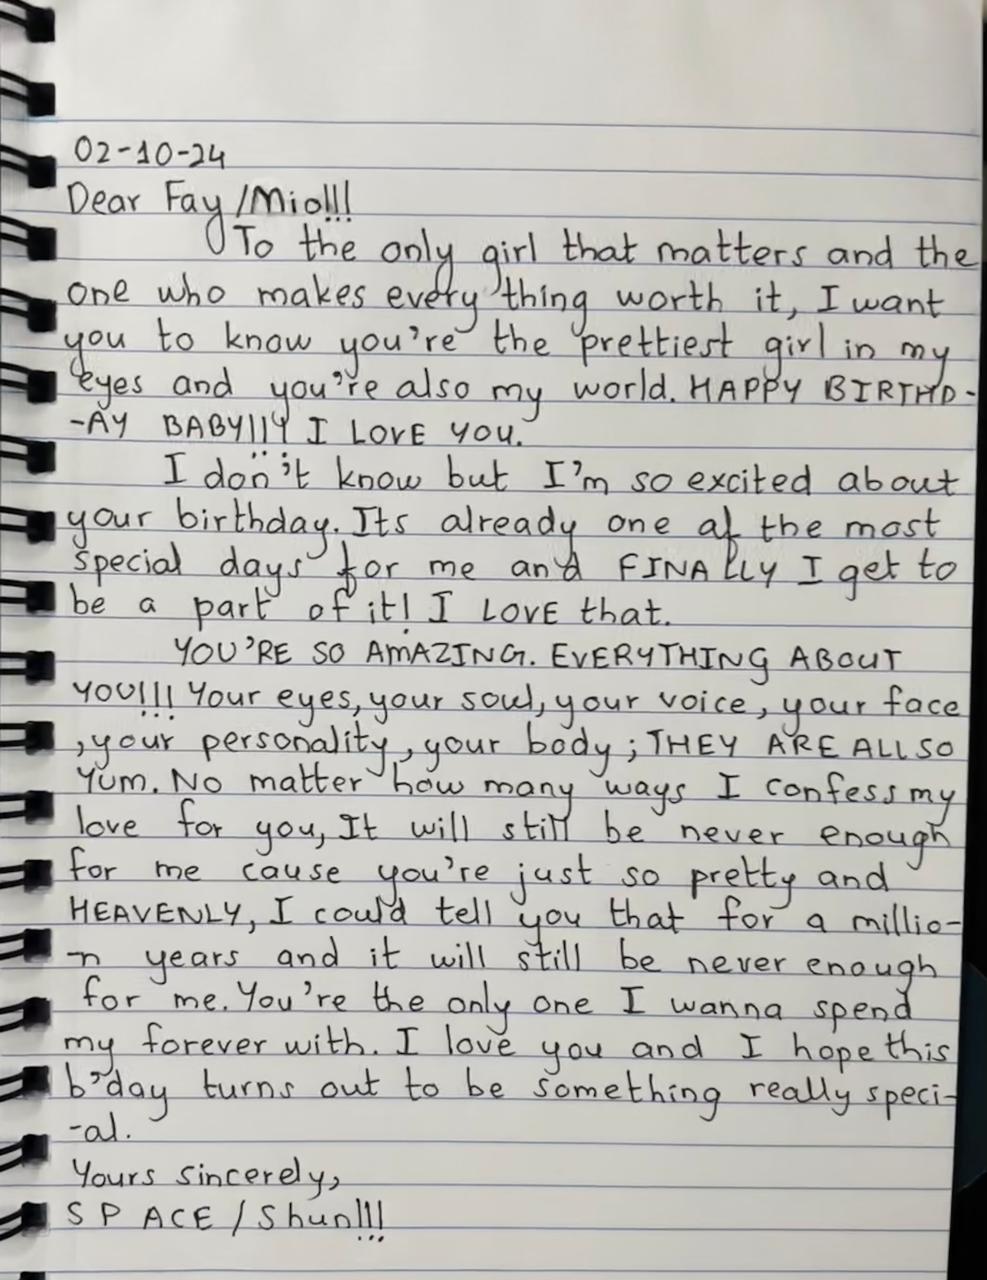 02-10-24
Dear Fay/Mio!!!
To the only girl that matters and the
one who makes every thing worth it, I want
you to know you're the prettiest girl in my
eyes and you're also my world. HAPPY BIRTHD-
-AY BABY!!! I LOVE YOU.
I don't know but I'm so excited about
your birthday. Its already one of the most
special days for me and FINALLY I get to
be a part of it! I LOVE that.
YOU'RE SO AMAZING. EVERYTHING ABOUT
YOU!!! Your eyes, your soul, your voice, your face
, your personality, your body; THEY ARE ALL SO
YUM. No matter how many ways I confess my
love for you, It will still be never enough
for me cause you're just so pretty and
HEAVENLY, I could tell you that for a millio-
-n years and it will still be never enough
for me. You're the only one I wanna spend
my forever with. I love you and I hope this
b'day turns out to be something really speci-
-al.
Yours sincerely,
SPACE/Shun!!!